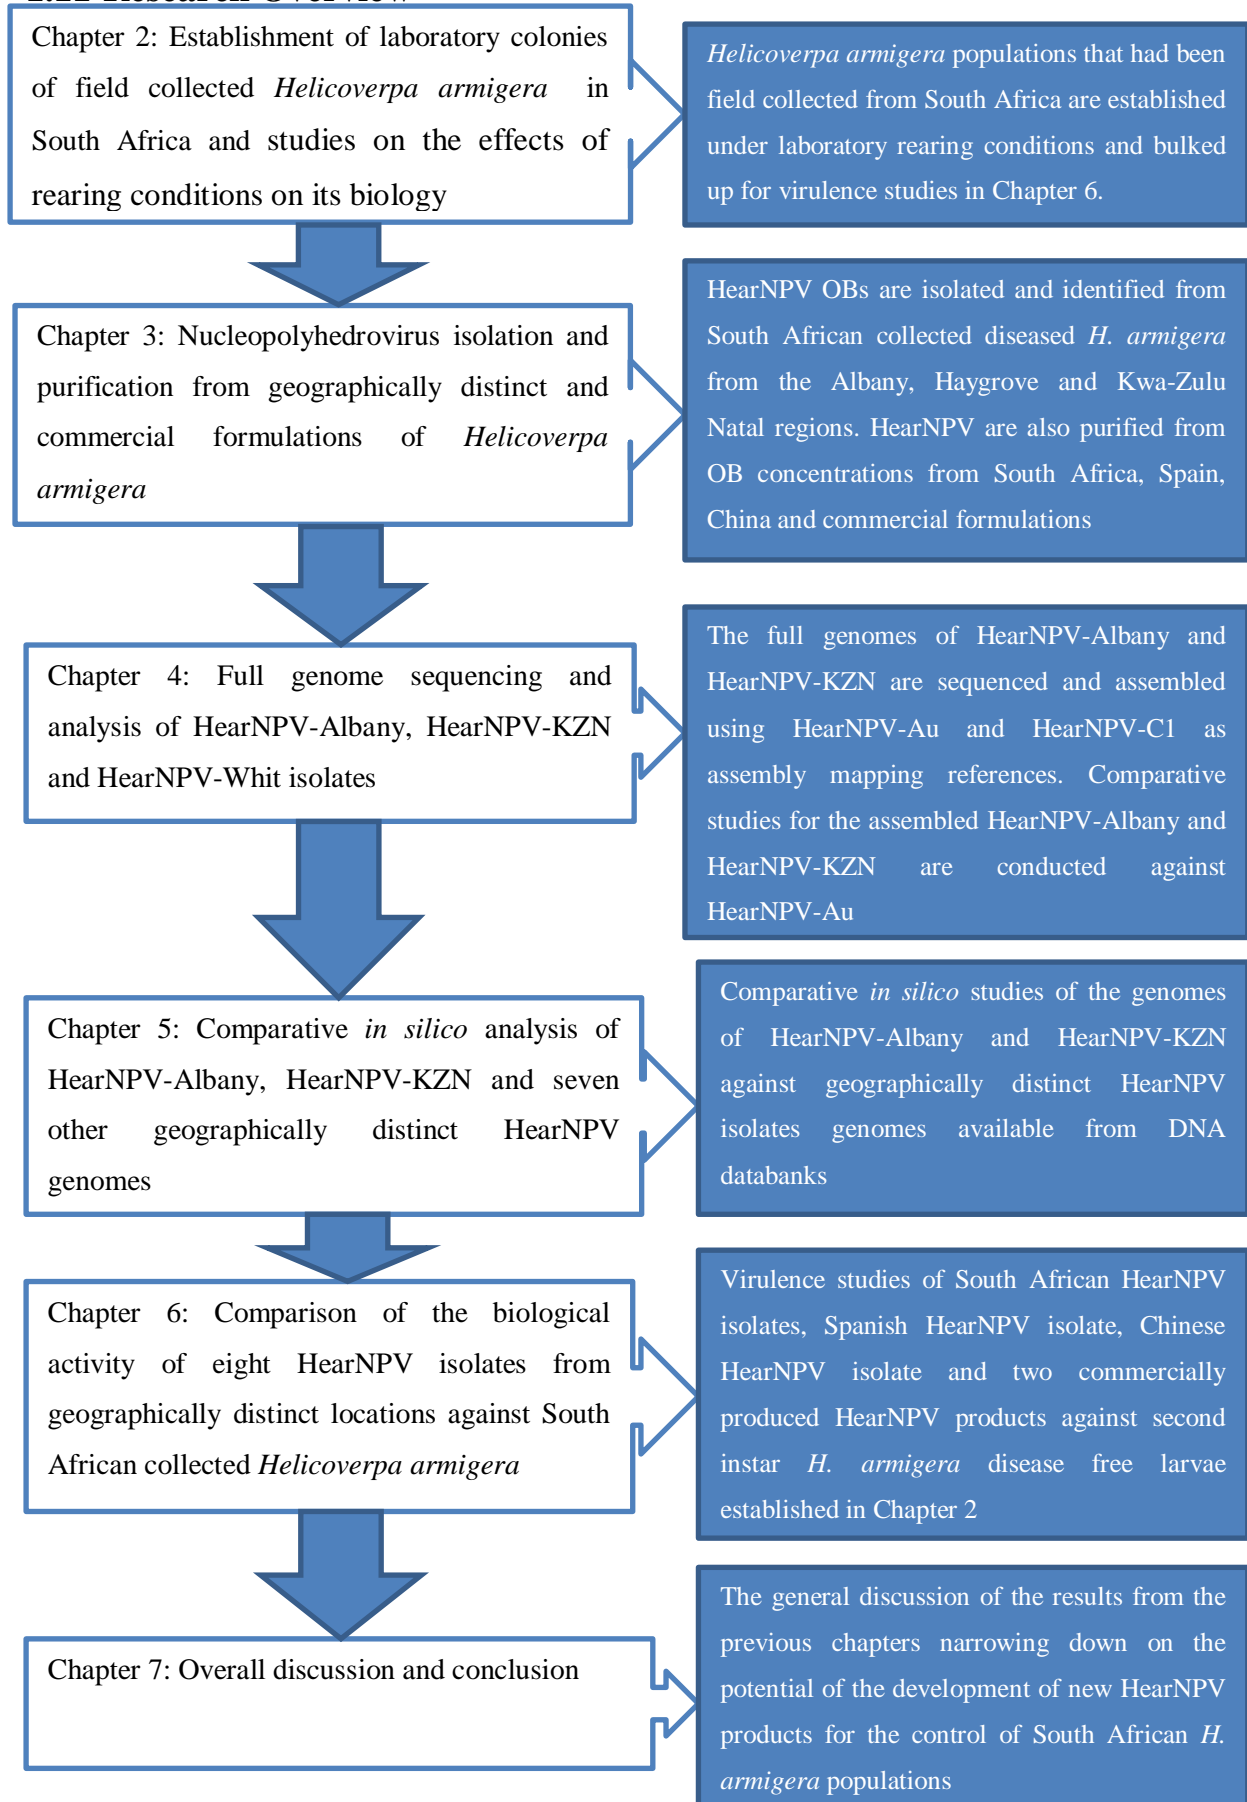 Chapter 2: Establishment of laboratory colonies
of field collected Helicoverpa armigera in
South Africa and studies on the effects of
rearing conditions on its biology
Helicoverpa armigera populations that had been
field collected from South Africa are established
under laboratory rearing conditions and bulked
up for virulence studies in Chapter 6.
Chapter 3: Nucleopolyhedrovirus isolation and
purification from geographically distinct and
commercial formulations of Helicoverpa
armigera
HearNPV OBs are isolated and identified from
South African collected diseased H. armigera
from the Albany, Haygrove and Kwa-Zulu
Natal regions. HearNPV are also purified from
OB concentrations from South Africa, Spain,
China and commercial formulations
Chapter 4: Full genome sequencing and
analysis of HearNPV-Albany, HearNPV-KZN
and HearNPV-Whit isolates
The full genomes of HearNPV-Albany and
HearNPV-KZN are sequenced and assembled
using HearNPV-Au and HearNPV-C1 as
assembly mapping references. Comparative
studies for the assembled HearNPV-Albany and
HearNPV-KZN are conducted against
HearNPV-Au
Chapter 5: Comparative in silico analysis of
HearNPV-Albany, HearNPV-KZN and seven
other geographically distinct HearNPV
genomes
Comparative in silico studies of the genomes
of HearNPV-Albany and HearNPV-KZN
against geographically distinct HearNPV
isolates genomes available from DNA
databanks
Chapter 6: Comparison of the biological
activity of eight HearNPV isolates from
geographically distinct locations against South
African collected Helicoverpa armigera
Virulence studies of South African HearNPV
isolates, Spanish HearNPV isolate, Chinese
HearNPV isolate and two commercially
produced HearNPV products against second
instar H. armigera disease free larvae
established in Chapter 2
Chapter 7: Overall discussion and conclusion
The general discussion of the results from the
previous chapters narrowing down on the
potential of the development of new HearNPV
products for the control of South African H.
armigera populations